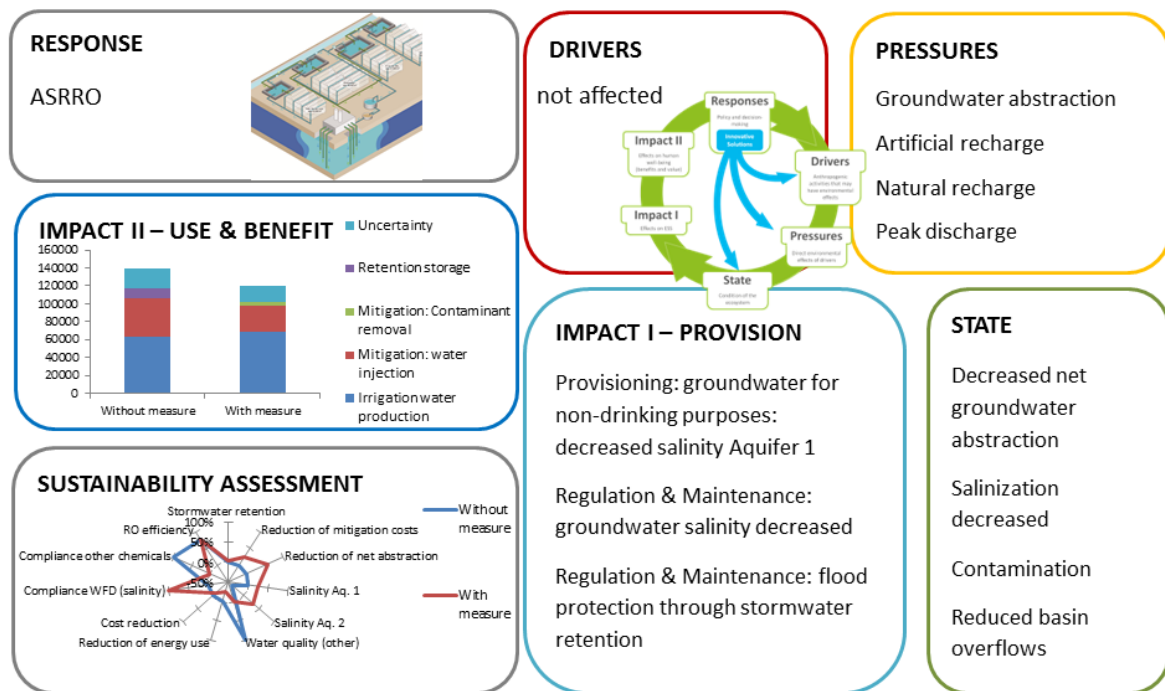 RESPONSE
ASRRO
DRIVERS
not affected
Responses
Policy and decision-
making
Innovative
Solutions
Impact II
Effects on human
well-being
(benefits and value)
Drivers
Anthropogenic
activities that may
have environmental
effects
Impact I
Effects on ESS
Pressures
Direct environmental
effects of drivers
State
Condition of the
ecosystem
PRESSURES
Groundwater abstraction
Artificial recharge
Natural recharge
Peak discharge
IMPACT II – USE & BENEFIT
160000
140000
120000
100000
80000
60000
40000
20000
0
Without measure
With measure
Uncertainty
Retention storage
Mitigation: Contaminant
removal
Mitigation: water
injection
Irrigation water
production
IMPACT I – PROVISION
Provisioning: groundwater for
non-drinking purposes:
decreased salinity Aquifer 1
Regulation & Maintenance:
groundwater salinity decreased
Regulation & Maintenance: flood
protection through stormwater
retention
STATE
Decreased net
groundwater
abstraction
Salinization
decreased
Contamination
Reduced basin
overflows
SUSTAINABILITY ASSESSMENT
Stormwater retention
100%
50%
0%
-50%
RO efficiency
Reduction of mitigation costs
Compliance other chemicals
Reduction of net abstraction
Compliance WFD (salinity)
Salinity Aq. 1
Cost reduction
Salinity Aq. 2
Reduction of energy use
Water quality (other)
Without
measure
With
measure